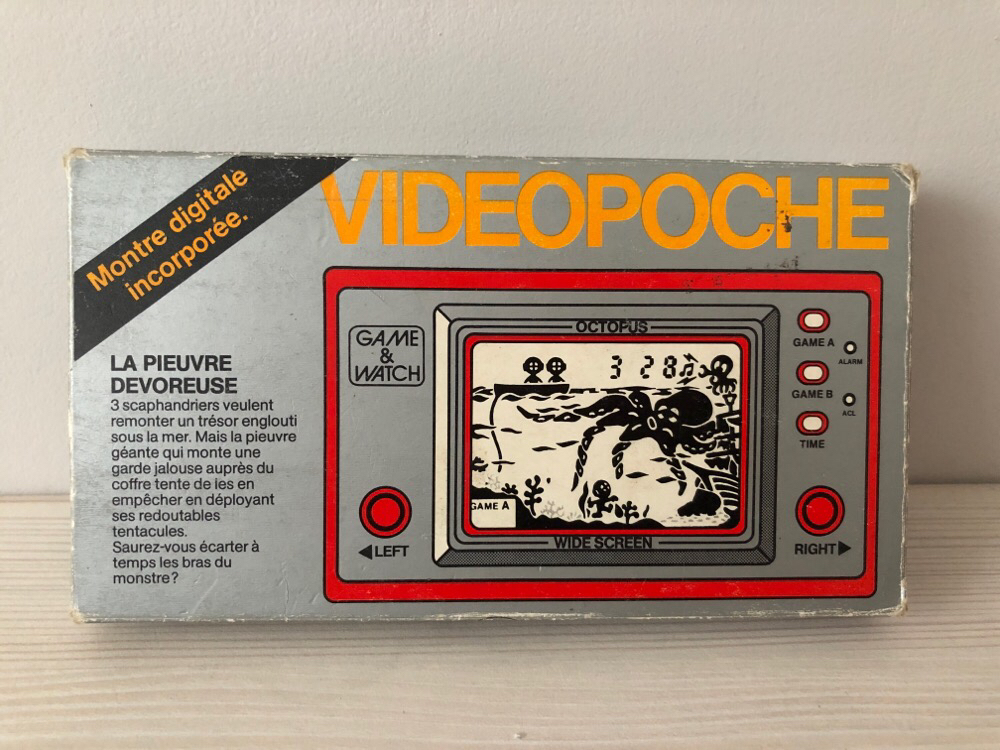 Montre digitale
incorporée.
VIDEOPOCHE
LA PIEUVRE
DEVOREUSE
3 scaphandriers veulent
remonter un trésor englouti
sous la mer. Mais la pieuvre
géante qui monte une
garde jalouse auprès du
coffre tente de les en
empêcher en déployant
ses redoutables
tentacules.
Saurez-vous écarter à
temps les bras du
monstre?
GAME
&
WATCH
OCTOPUS
3 28
GAME A
WIDE SCREEN
◀LEFT
GAME A
ALARM
GAME B
ACL
TIME
RIGHT▶